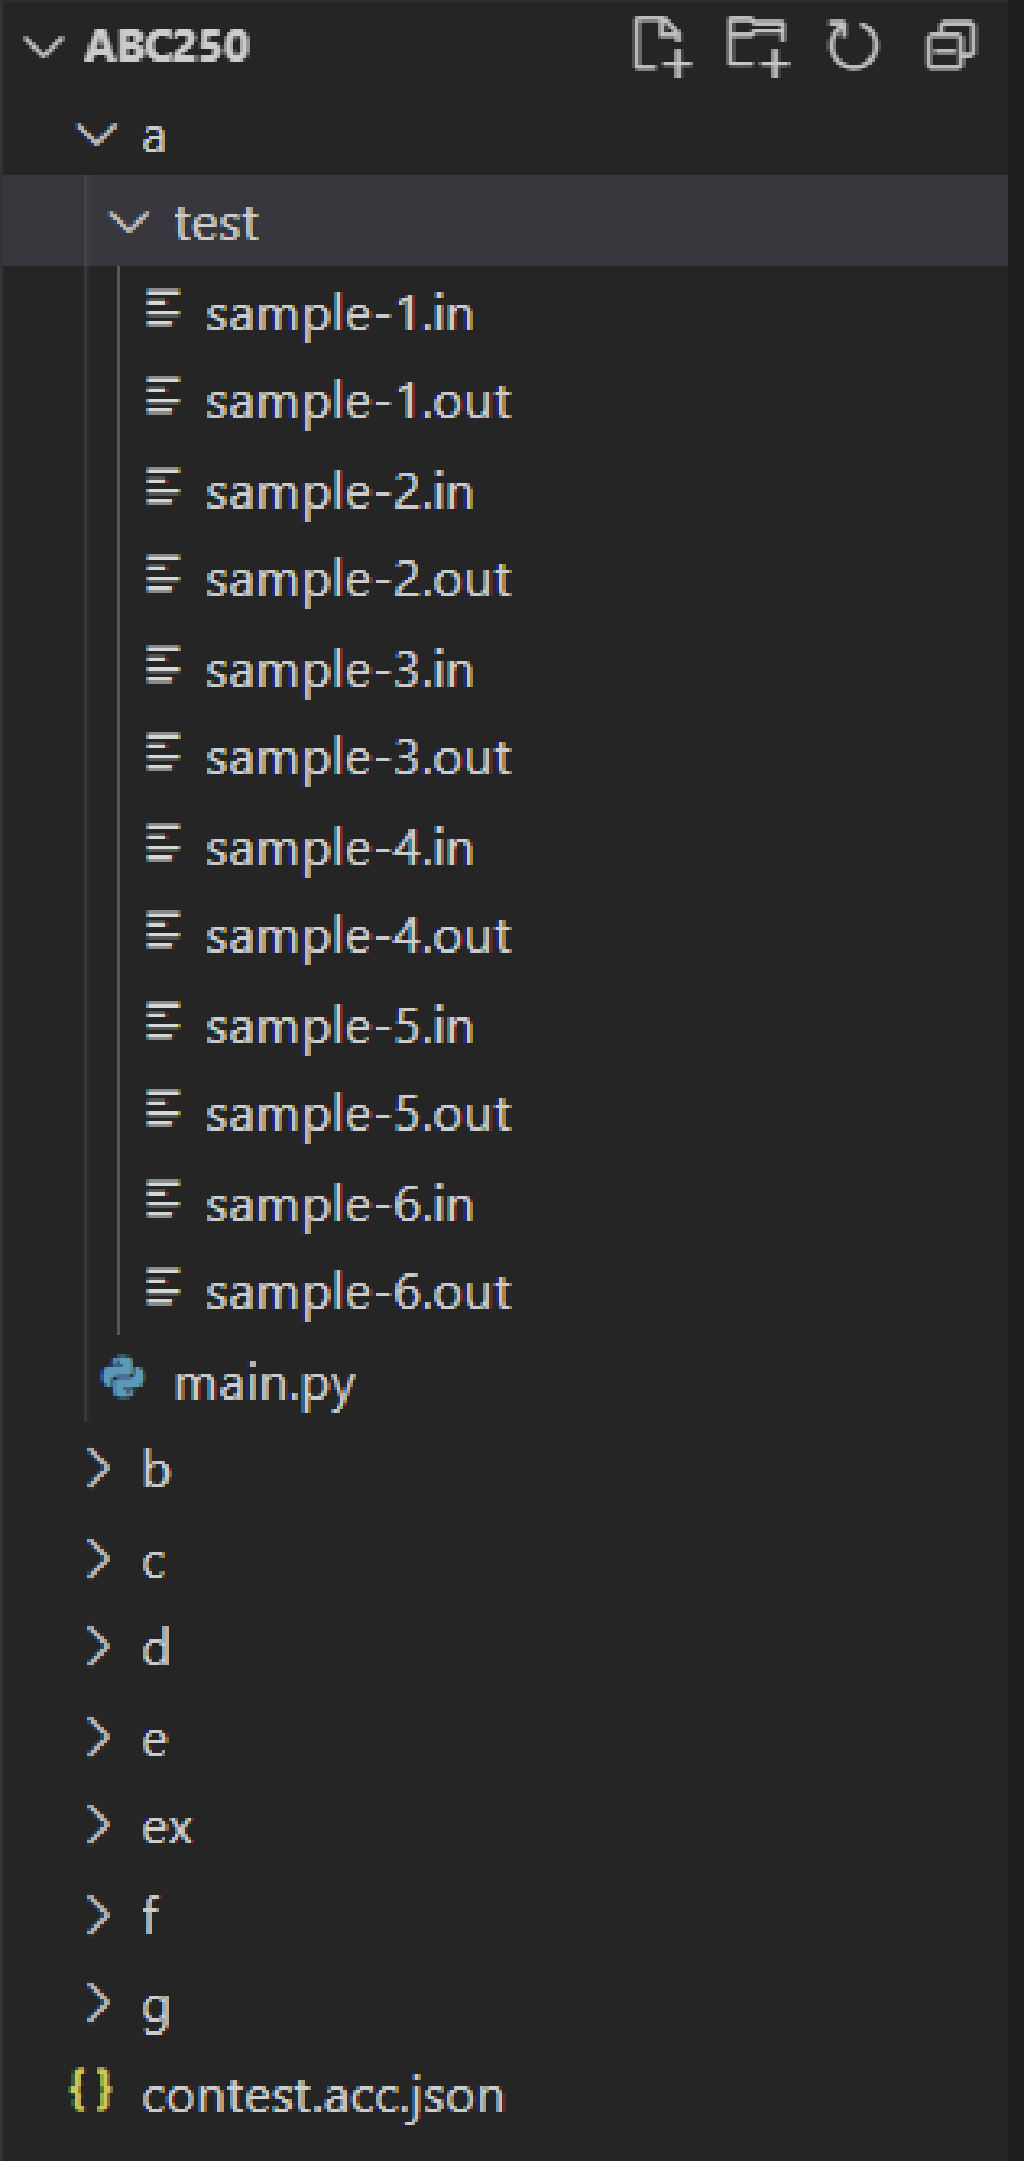 ABC250
a
test
sample-1.in
sample-1.out
sample-2.in
sample-2.out
sample-3.in
sample-3.out
sample-4.in
sample-4.out
sample-5.in
sample-5.out
sample-6.in
sample-6.out
main.py
b
c
d
e
ex
f
g
contest.acc.json